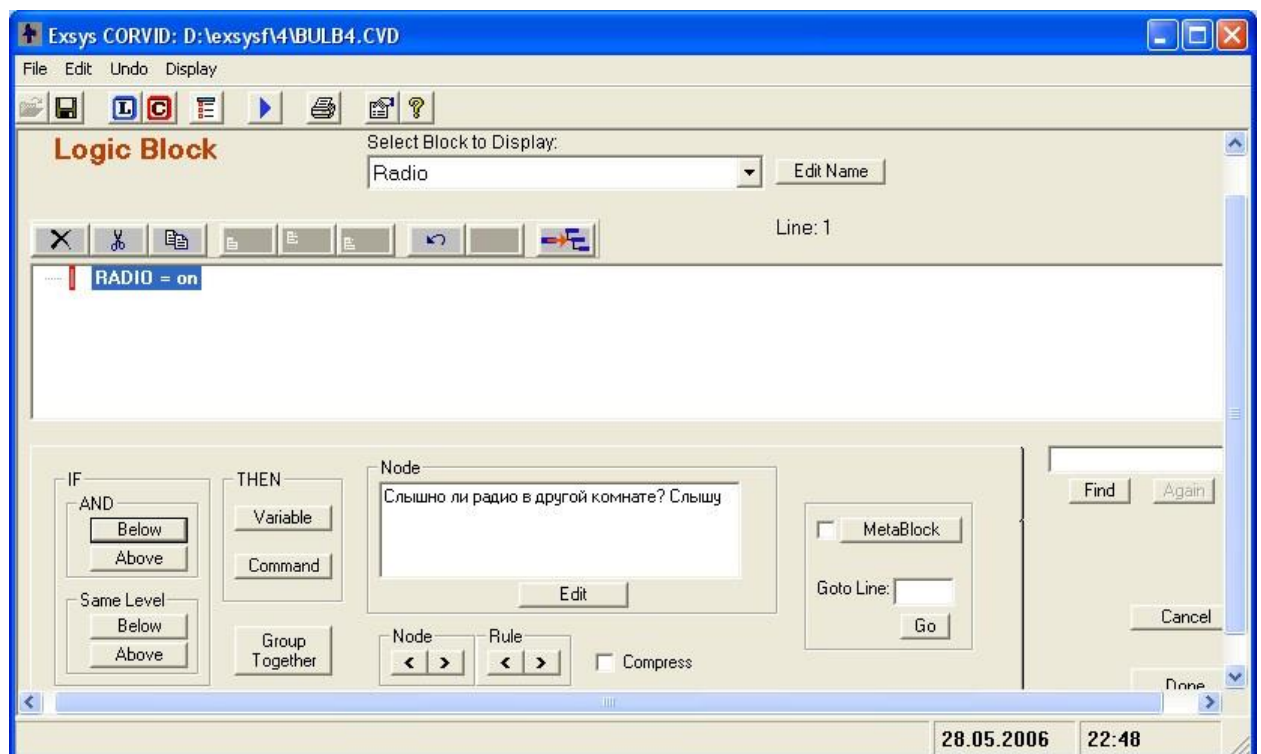 Exsys CORVID: D:\exsysf\4\BULB4.CVD
File Edit Undo Display
L C
Logic Block
Select Block to Display:
Radio
Edit Name
Line: 1
RADIO = on
IF
AND
Below
Above
Same Level
Below
Above
THEN
Variable
Command
Group
Together
Node
Слышно ли радио в другой комнате? Слышу
Edit
Node
< >
Rule
< >
Compress
MetaBlock
Goto Line:
Go
Find
Again
Cancel
Done
28.05.2006
22:48